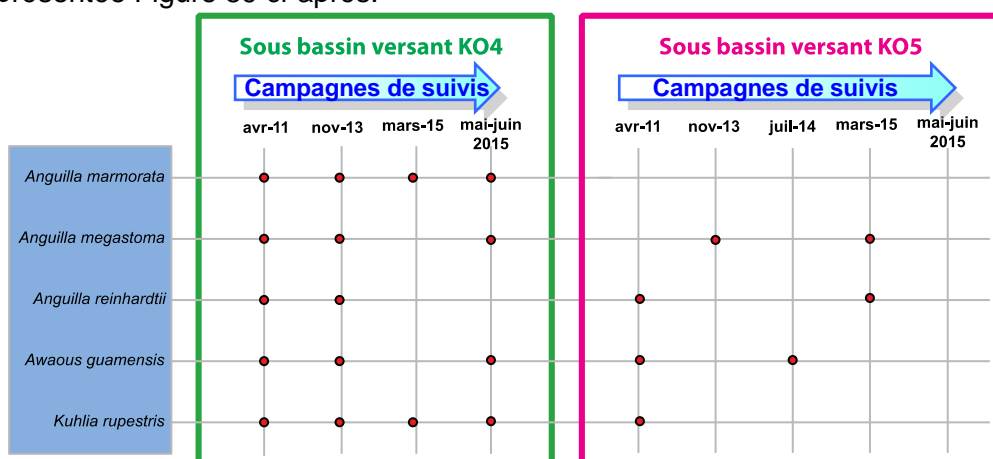 Sous bassin versant KO4
Sous bassin versant KO5
Campagnes de suivis
Campagnes de suivis
avr-11 nov-13 mars-15 mai-juin 2015
avr-11 nov-13 juil-14 mars-15 mai-juin 2015
Anguilla marmorata
Anguilla megastoma
Anguilla reinhardtii
Awaous guamensis
Kuhlia rupestris